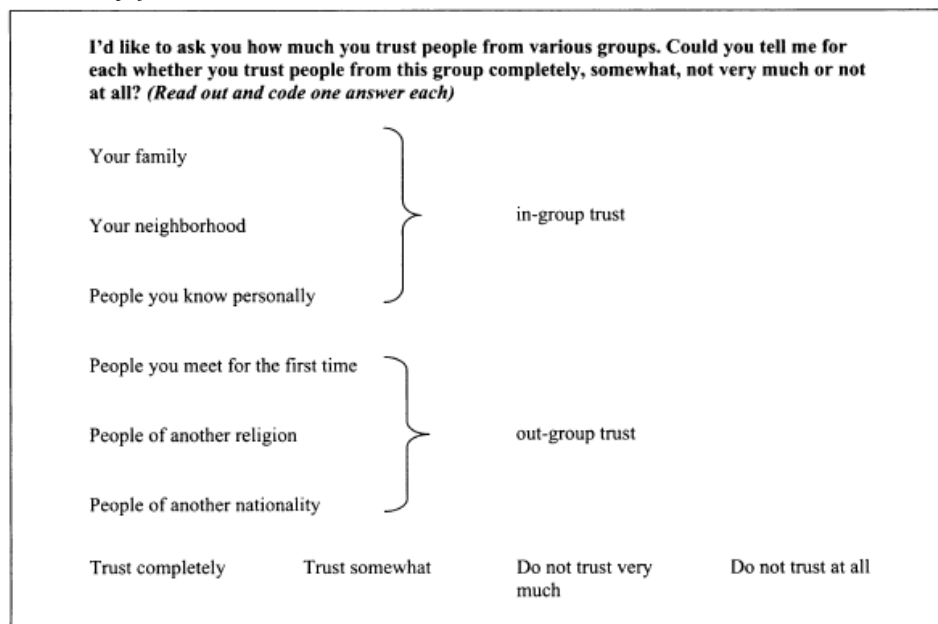 I'd like to ask you how much you trust people from various groups. Could you tell me for
each whether you trust people from this group completely, somewhat, not very much or not
at all? (Read out and code one answer each)
Your family
in-group trust
Your neighborhood
People you know personally
People you meet for the first time
People of another religion
out-group trust
People of another nationality
Trust completely
Trust somewhat
Do not trust very
much
Do not trust at all